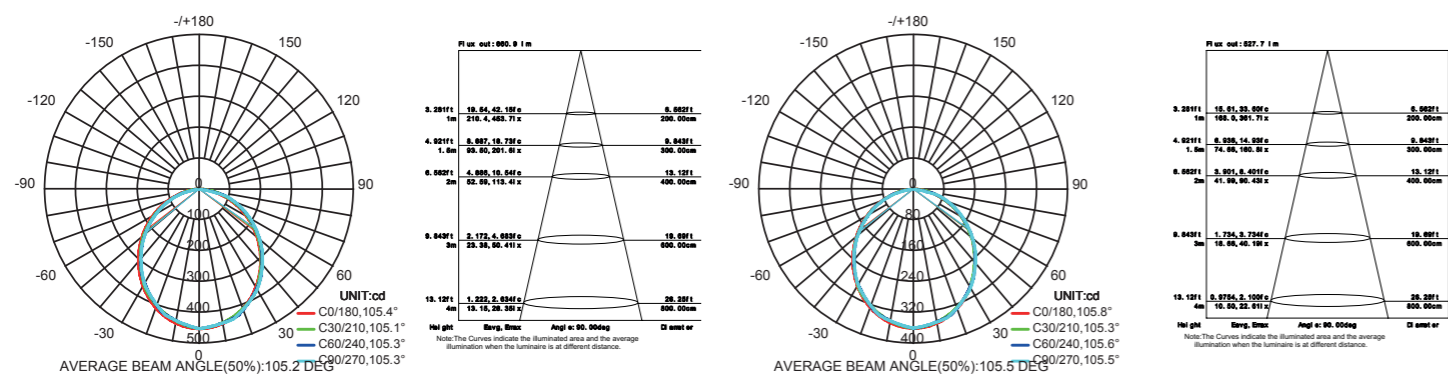 -/+180
-150
150
-120
120
-90
90
0
100
200
-60
60
300
400
-30
30
500
0
UNIT:cd
C0/180,105.4°
C30/210,105.1°
C60/240,105.3°
C90/270,105.3°
AVERAGE BEAM ANGLE(50%):105.2 DEG
Flux out:660.9 lm
3.281ft 19.54,42.15fc 6.562ft
1m 210.4,453.7lx 200.00cm
4.921ft 8.687,18.73fc 9.843ft
1.5m 93.50,201.6lx 300.00cm
6.562ft 4.886,10.54fc 13.12ft
2m 52.59,113.4lx 400.00cm
9.843ft 2.172,4.683fc 19.69ft
3m 23.38,50.41lx 600.00cm
13.12ft 1.222,2.634fc 26.25ft
4m 13.15,28.35lx 800.00cm
Height Eavg,Emax Angle:90.00deg Diameter
Note:The Curves indicate the illuminated area and the average
illumination when the luminaire is at different distance.
-/+180
-150
150
-120
120
-90
90
0
80
160
-60
60
240
320
-30
30
400
0
UNIT:cd
C0/180,105.8°
C30/210,105.3°
C60/240,105.6°
C90/270,105.5°
AVERAGE BEAM ANGLE(50%):105.5 DEG
Flux out:527.7 lm
3.281ft 15.61,33.60fc 6.562ft
1m 168.0,361.7lx 200.00cm
4.921ft 6.936,14.93fc 9.843ft
1.5m 74.66,160.8lx 300.00cm
6.562ft 3.901,8.401fc 13.12ft
2m 41.99,90.43lx 400.00cm
9.843ft 1.734,3.734fc 19.69ft
3m 18.66,40.19lx 600.00cm
13.12ft 0.9754,2.100fc 26.25ft
4m 10.50,22.61lx 800.00cm
Height Eavg,Emax Angle:90.00deg Diameter
Note:The Curves indicate the illuminated area and the average
illumination when the luminaire is at different distance.